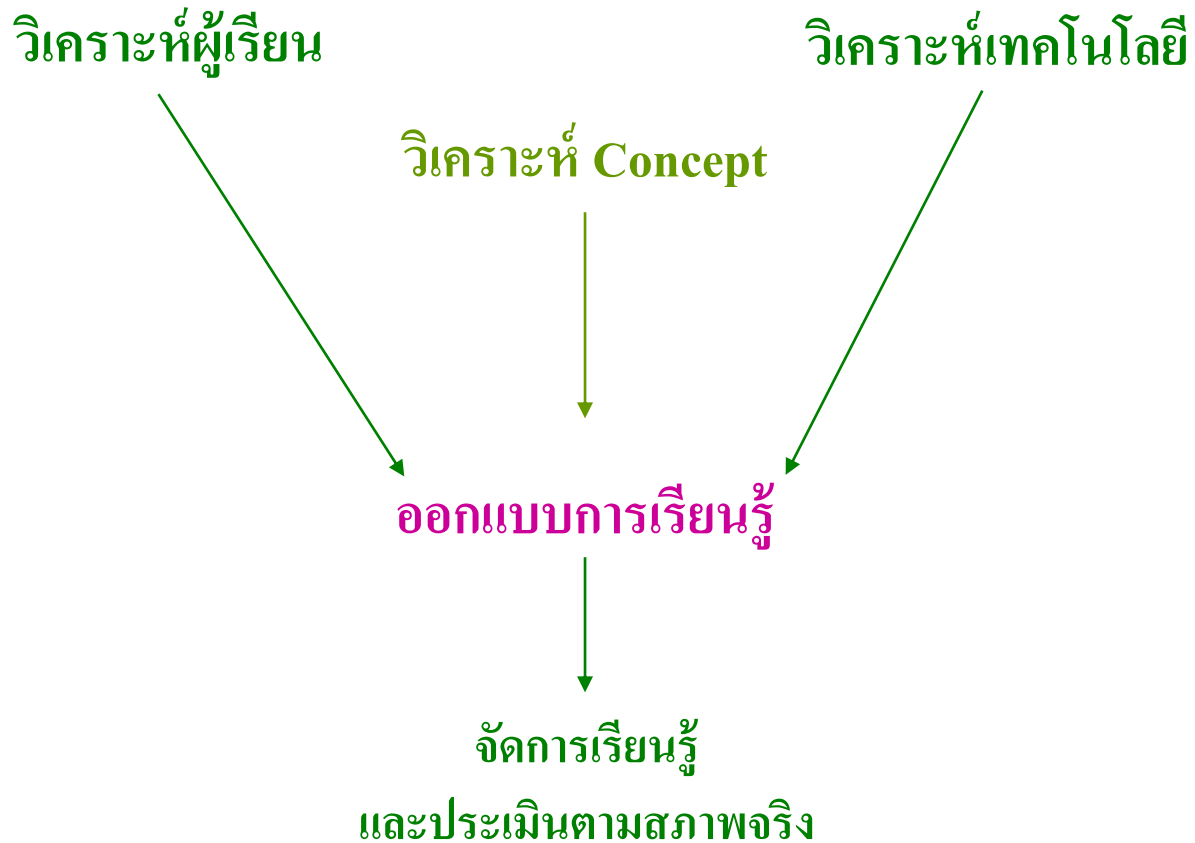 วิเคราะห์ผู้เรียน
วิเคราะห์เทคโนโลยี
วิเคราะห์ Concept
ออกแบบการเรียนรู้
จัดการเรียนรู้
และประเมินตามสภาพจริง